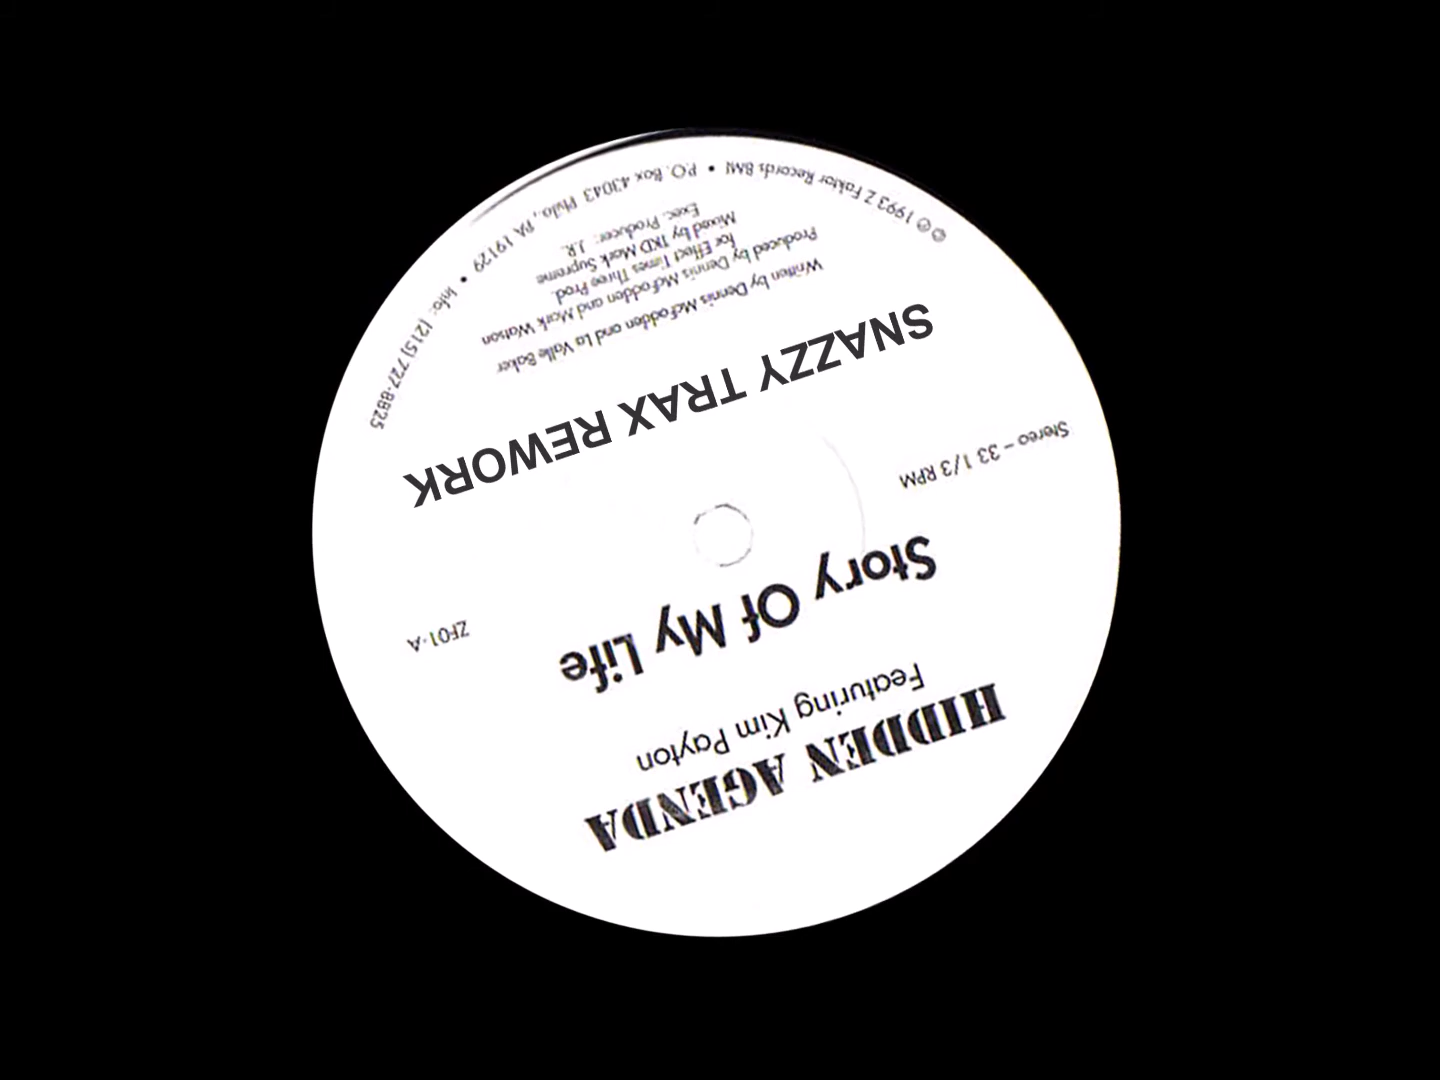 HIDDEN AGENDA
Featuring Kim Payton
Story Of My Life
ZF01-A
Stereo – 33 1/3 RPM
SNAZZY TRAX REWORK
Written by Dennis McFadden and La Valle Baker
Produced by Dennis McFadden and Mark Watson
for Effect Times Three Prod.
Mixed by TKD Mark Supreme
Exec. Producer: J.R.
© ℗ 1993 Z Faktor Records BMI • P.O. Box 43043 Phila., PA 19129 • Info: (215) 727-8825